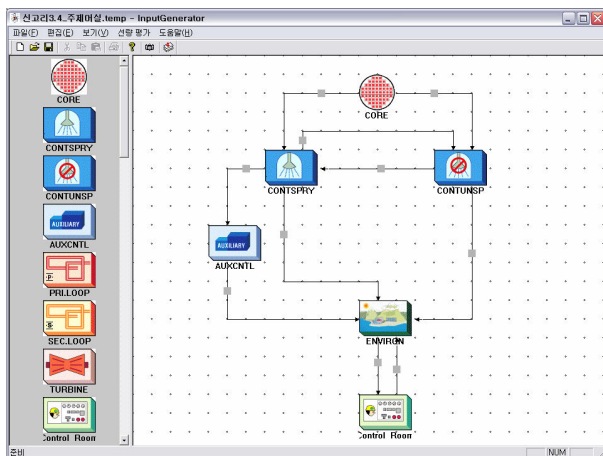 신고리3.4_주제어실.temp - InputGenerator
파일(F) 편집(E) 보기(V) 선량 평가 도움말(H)
CORE
CONTSPRY
CONTUNSP
AUXILIARY
AUXCNTL
P
PRI.LOOP
S
SEC.LOOP
TURBINE
Control Room
CORE
CONTSPRY
CONTUNSP
AUXILIARY
AUXCNTL
ENVIRON
Control Room
준비
NUM